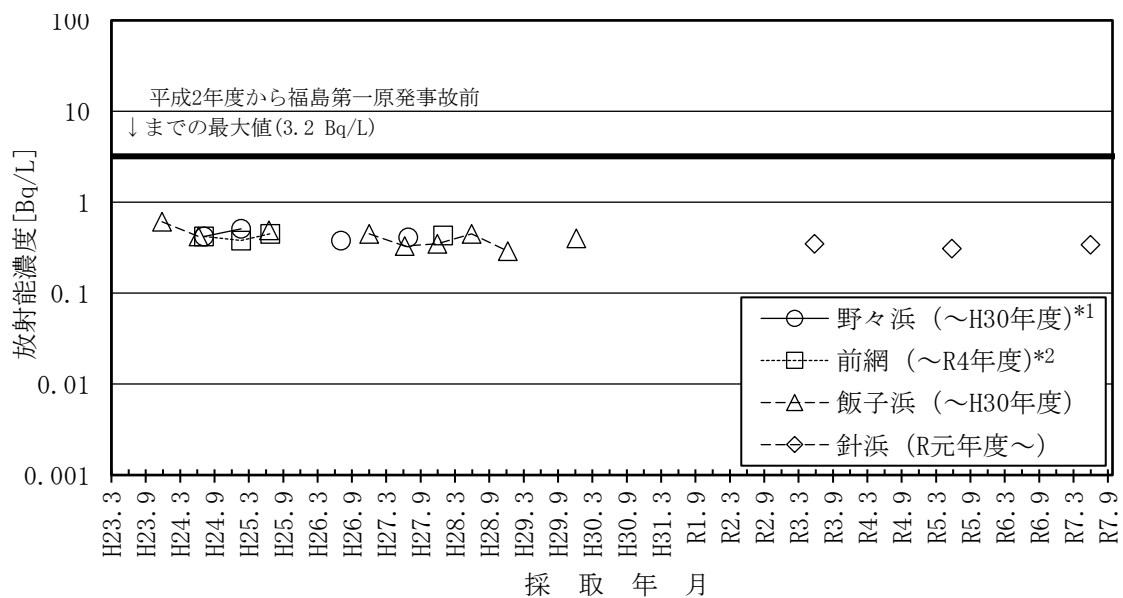 100
10
1
0.1
0.01
0.001
放射能濃度[Bq/L]
平成2年度から福島第一原発事故前
↓までの最大値(3.2 Bq/L)
野々浜 (～H30年度)*1
前網 (～R4年度)*2
飯子浜 (～H30年度)
針浜 (R元年度～)
H23.3
H23.9
H24.3
H24.9
H25.3
H25.9
H26.3
H26.9
H27.3
H27.9
H28.3
H28.9
H29.3
H29.9
H30.3
H30.9
H31.3
R1.9
R2.3
R2.9
R3.3
R3.9
R4.3
R4.9
R5.3
R5.9
R6.3
R6.9
R7.3
R7.9
採 取 年 月